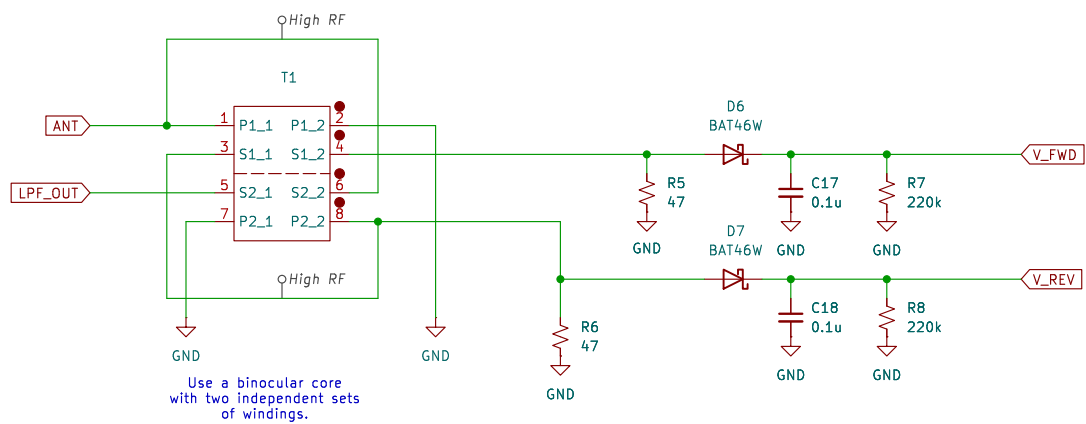 High RF
T1
ANT
1
P1_1
P1_2
2
3
S1_1
S1_2
4
LPF_OUT
5
S2_1
S2_2
6
7
P2_1
P2_2
8
High RF
GND
GND
Use a binocular core
with two independent sets
of windings.
D6
BAT46W
V_FWD
R5
47
GND
C17
0.1u
GND
R7
220k
GND
D7
BAT46W
V_REV
R6
47
GND
C18
0.1u
GND
R8
220k
GND